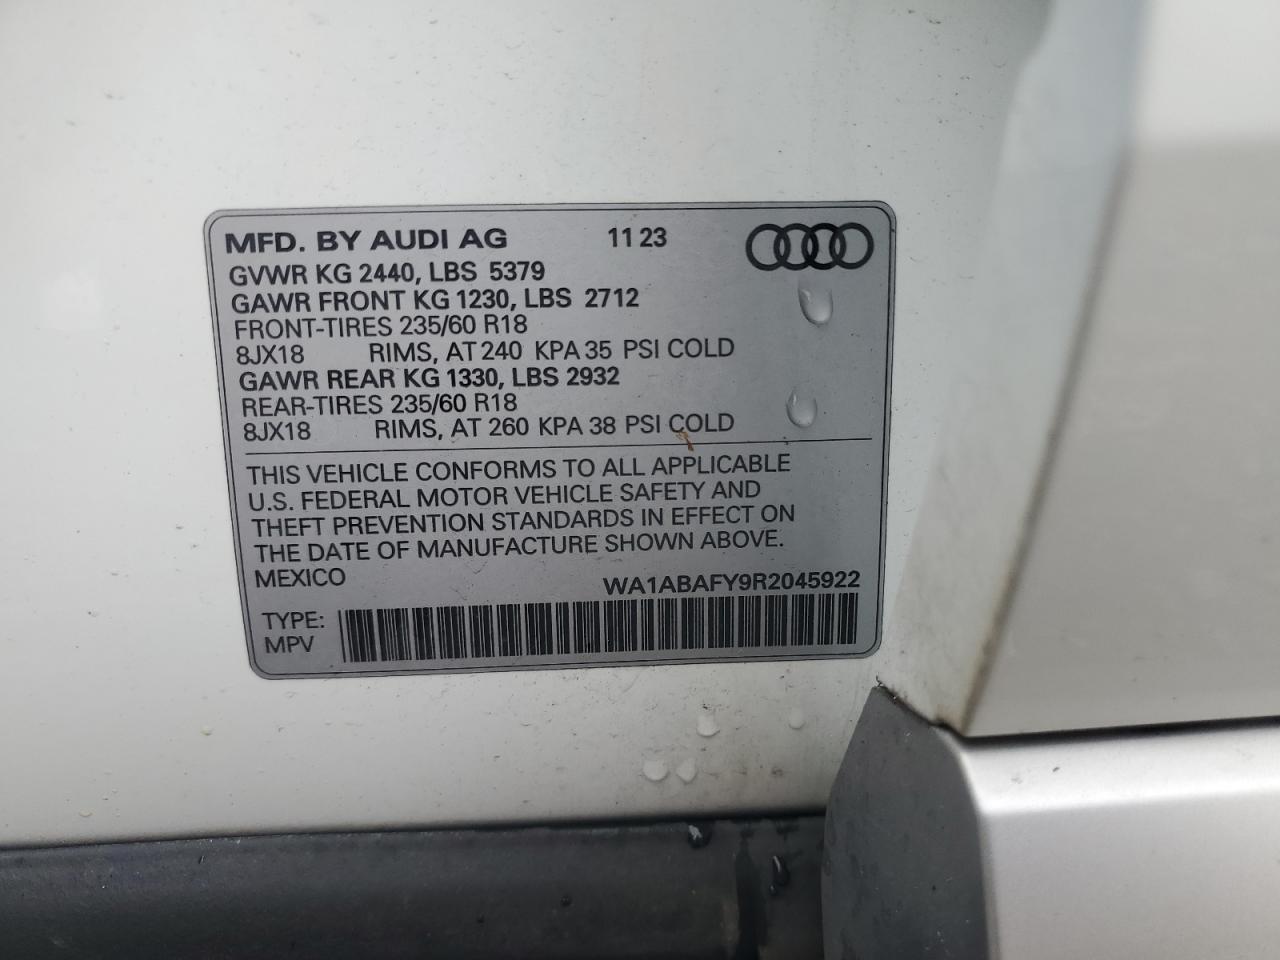 MFD. BY AUDI AG 11 23
GVWR KG 2440, LBS 5379
GAWR FRONT KG 1230, LBS 2712
FRONT-TIRES 235/60 R18
8JX18 RIMS, AT 240 KPA 35 PSI COLD
GAWR REAR KG 1330, LBS 2932
REAR-TIRES 235/60 R18
8JX18 RIMS, AT 260 KPA 38 PSI COLD
THIS VEHICLE CONFORMS TO ALL APPLICABLE
U.S. FEDERAL MOTOR VEHICLE SAFETY AND
THEFT PREVENTION STANDARDS IN EFFECT ON
THE DATE OF MANUFACTURE SHOWN ABOVE.
MEXICO WA1ABAFY9R2045922
TYPE:
MPV